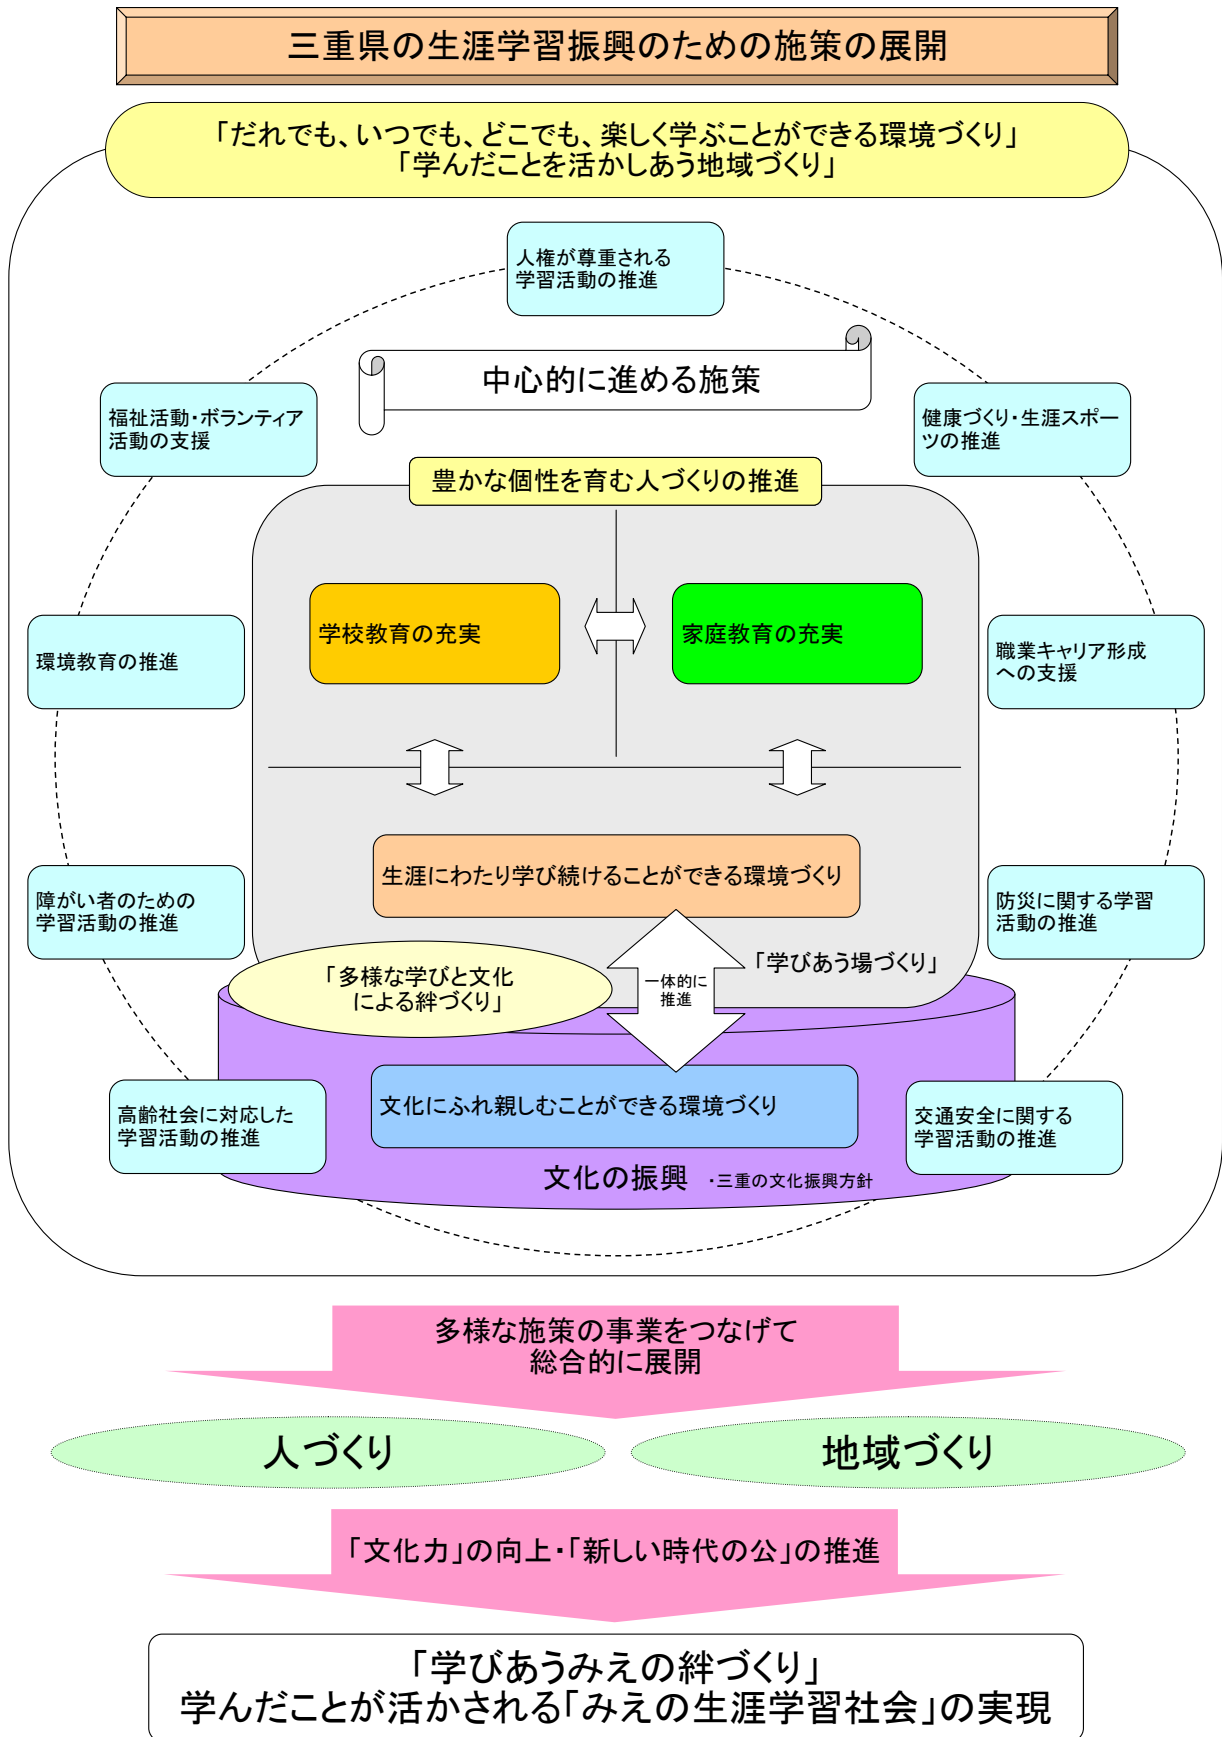 三重県の生涯学習振興のための施策の展開
「だれでも、いつでも、どこでも、楽しく学ぶことができる環境づくり」
「学んだことを活かしあう地域づくり」
人権が尊重される
学習活動の推進
中心的に進める施策
福祉活動・ボランティア
活動の支援
健康づくり・生涯スポー
ツの推進
豊かな個性を育む人づくりの推進
学校教育の充実
家庭教育の充実
環境教育の推進
職業キャリア形成
への支援
生涯にわたり学び続けることができる環境づくり
障がい者のための
学習活動の推進
防災に関する学習
活動の推進
「学びあう場づくり」
「多様な学びと文化
による絆づくり」
一体的に
推進
文化にふれ親しむことができる環境づくり
高齢社会に対応した
学習活動の推進
交通安全に関する
学習活動の推進
文化の振興 ・三重の文化振興方針
多様な施策の事業をつなげて
総合的に展開
人づくり
地域づくり
「文化力」の向上・「新しい時代の公」の推進
「学びあうみえの絆づくり」
学んだことが活かされる「みえの生涯学習社会」の実現